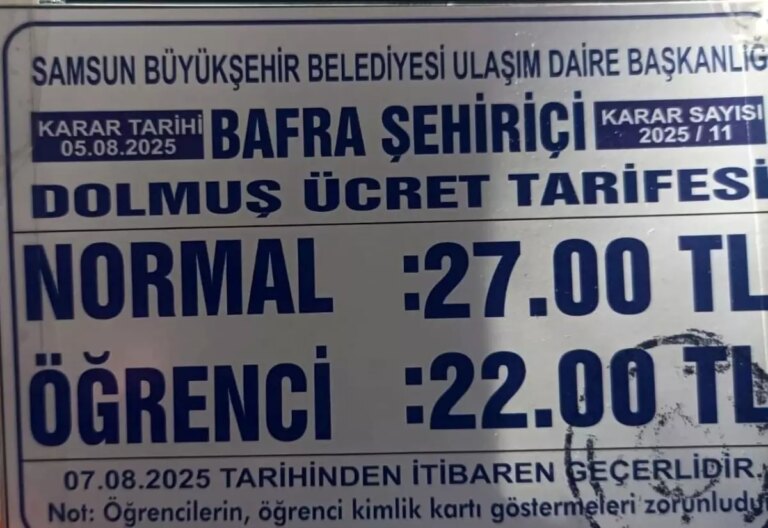 SAMSUN BÜYÜKŞEHİR BELEDİYESİ ULAŞIM DAİRE BAŞKANLIĞ
KARAR TARİHİ
05.08.2025
BAFRA ŞEHİRİÇİ
KARAR SAYISI
2025 / 11
DOLMUŞ ÜCRET TARİFESİ
NORMAL :27.00 TL
ÖĞRENCİ :22.00 TL
07.08.2025 TARİHİNDEN İTİBAREN GEÇERLİDİR.
Not: Öğrencilerin, öğrenci kimlik kartı göstermeleri zorunludu